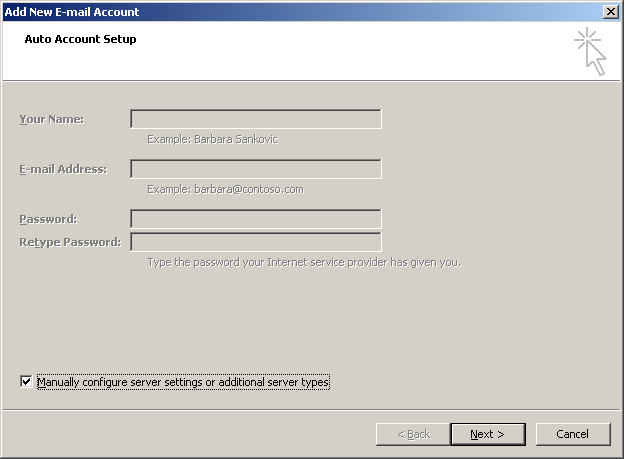 Add New E-mail Account
Auto Account Setup
Your Name:
Example: Barbara Sankovic
E-mail Address:
Example: barbara@contoso.com
Password:
Retype Password:
Type the password your Internet service provider has given you.
Manually configure server settings or additional server types
< Back Next > Cancel